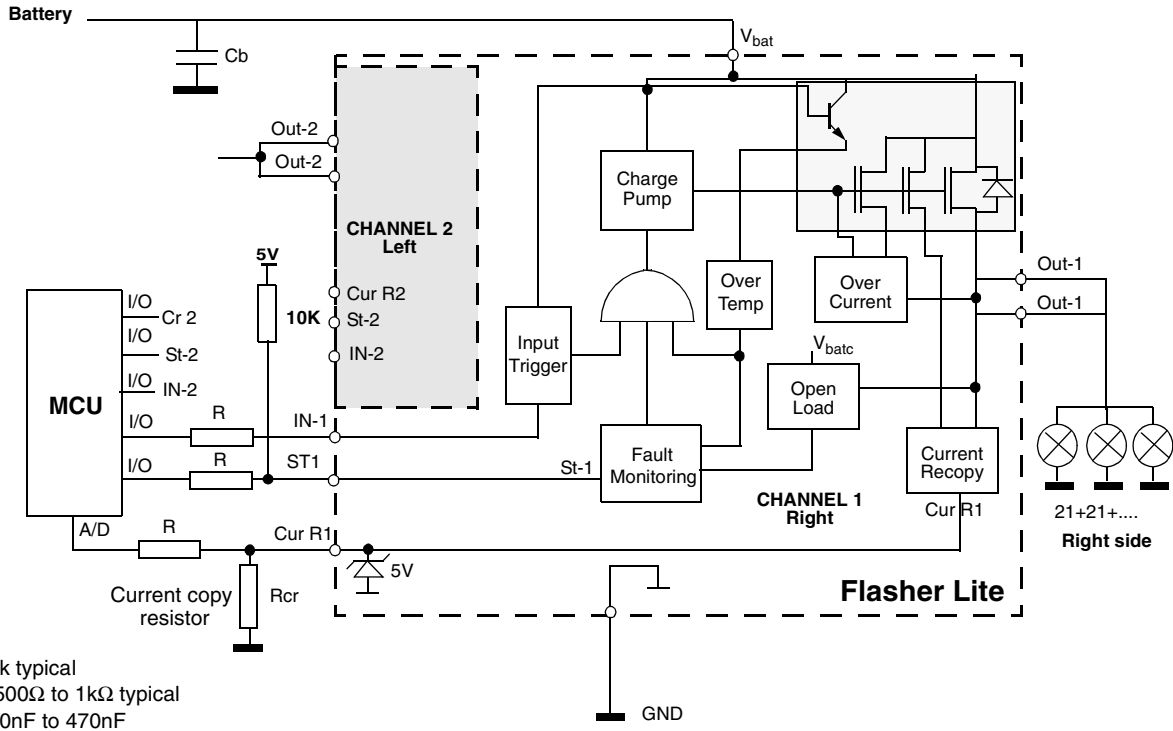 Battery
Cb
Vbat
Out-2
Out-2
CHANNEL 2
Left
Charge
Pump
5V
10K
Cur R2
St-2
IN-2
Over
Temp
Over
Current
Out-1
Out-1
Input
Trigger
Vbatc
Open
Load
MCU
I/O
Cr 2
I/O
St-2
I/O
IN-2
I/O
R
IN-1
I/O
R
ST1
St-1
Fault
Monitoring
Current
Recopy
CHANNEL 1
Right
Cur R1
21+21+....
Right side
A/D
R
Cur R1
5V
Current copy
resistor
Rcr
Flasher Lite
k typical
500Ω to 1kΩ typical
0nF to 470nF
GND